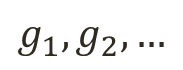 g₁, g₂, ...